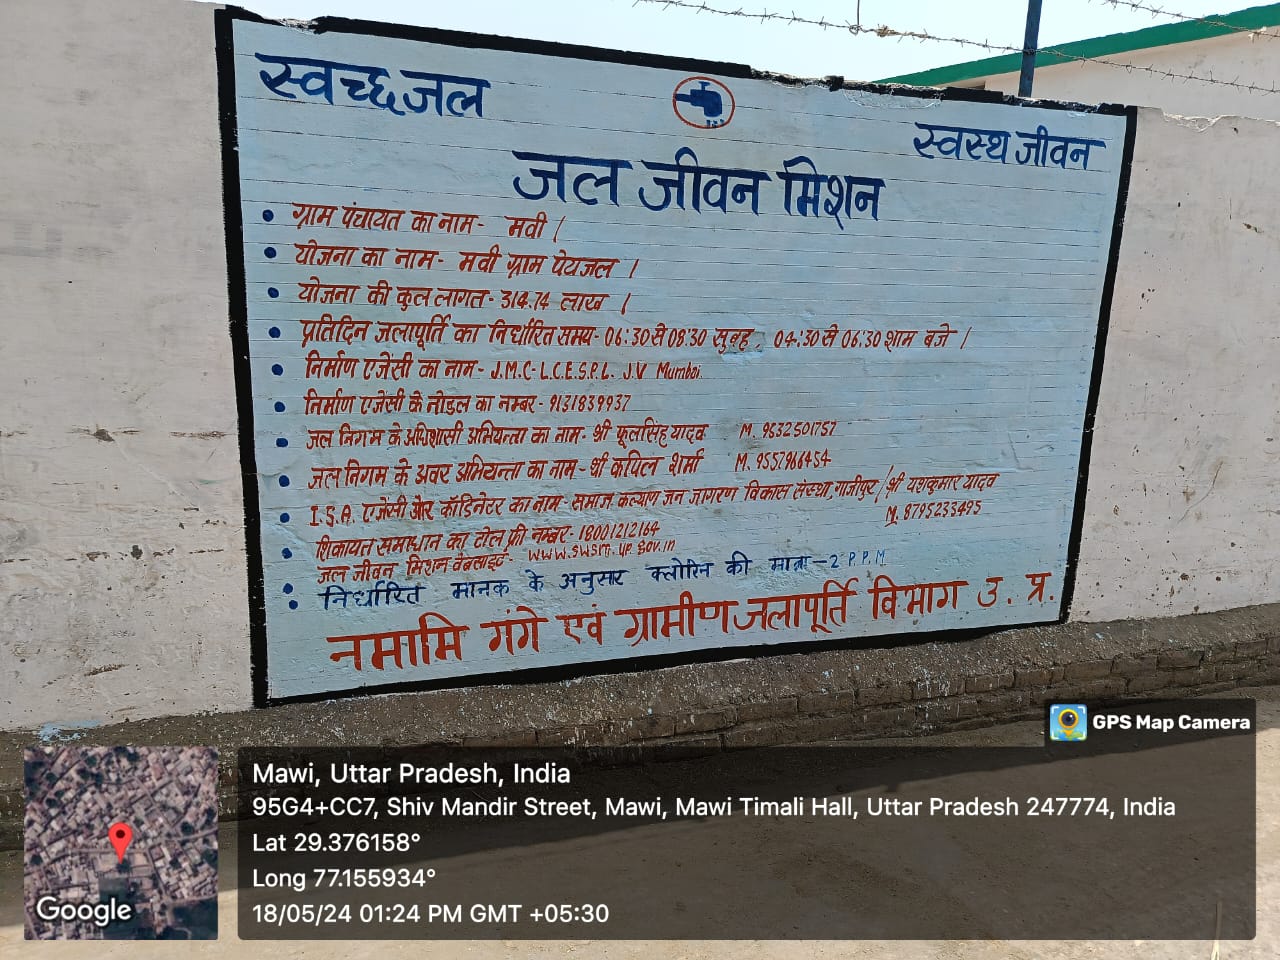 स्वच्छ जल
स्वस्थ जीवन
जल जीवन मिशन
• ग्राम पंचायत का नाम - मवी /
• योजना का नाम - मवी ग्राम पेयजल /
• योजना की कुल लागत - 314.74 लाख /
• प्रतिदिन जलापूर्ति का निर्धारित समय - 06:30 से 08:30 सुबह, 04:30 से 06:30 शाम बजे /
• निर्माण एजेंसी का नाम - J.M.C-L.C.E.S.P.L. J.V Mumbai.
• निर्माण एजेंसी के नोडल का नम्बर - 9131839937
• जल निगम के अधिशासी अभियन्ता का नाम - श्री फूलसिंह यादव M. 9532501757
• जल निगम के अवर अभियन्ता का नाम - श्री कपिल शर्मा M. 9557966454
• I.S.A. एजेंसी और कॉर्डिनेटर का नाम - समाज कल्याण जन जागरण विकास संस्था, गाजीपुर / श्री यशकुमार यादव
M. 8795233495
• शिकायत समाधान का टोल फ्री नम्बर - 18001212164
• जल जीवन मिशन वेबसाइट - www.swsm.up.gov.in
• निर्धारित मानक के अनुसार क्लोरिन की मात्रा - 2 P.P.M
नमामि गंगे एवं ग्रामीण जलापूर्ति विभाग उ. प्र.
GPS Map Camera
Mawi, Uttar Pradesh, India
95G4+CC7, Shiv Mandir Street, Mawi, Mawi Timali Hall, Uttar Pradesh 247774, India
Lat 29.376158°
Long 77.155934°
18/05/24 01:24 PM GMT +05:30
Google